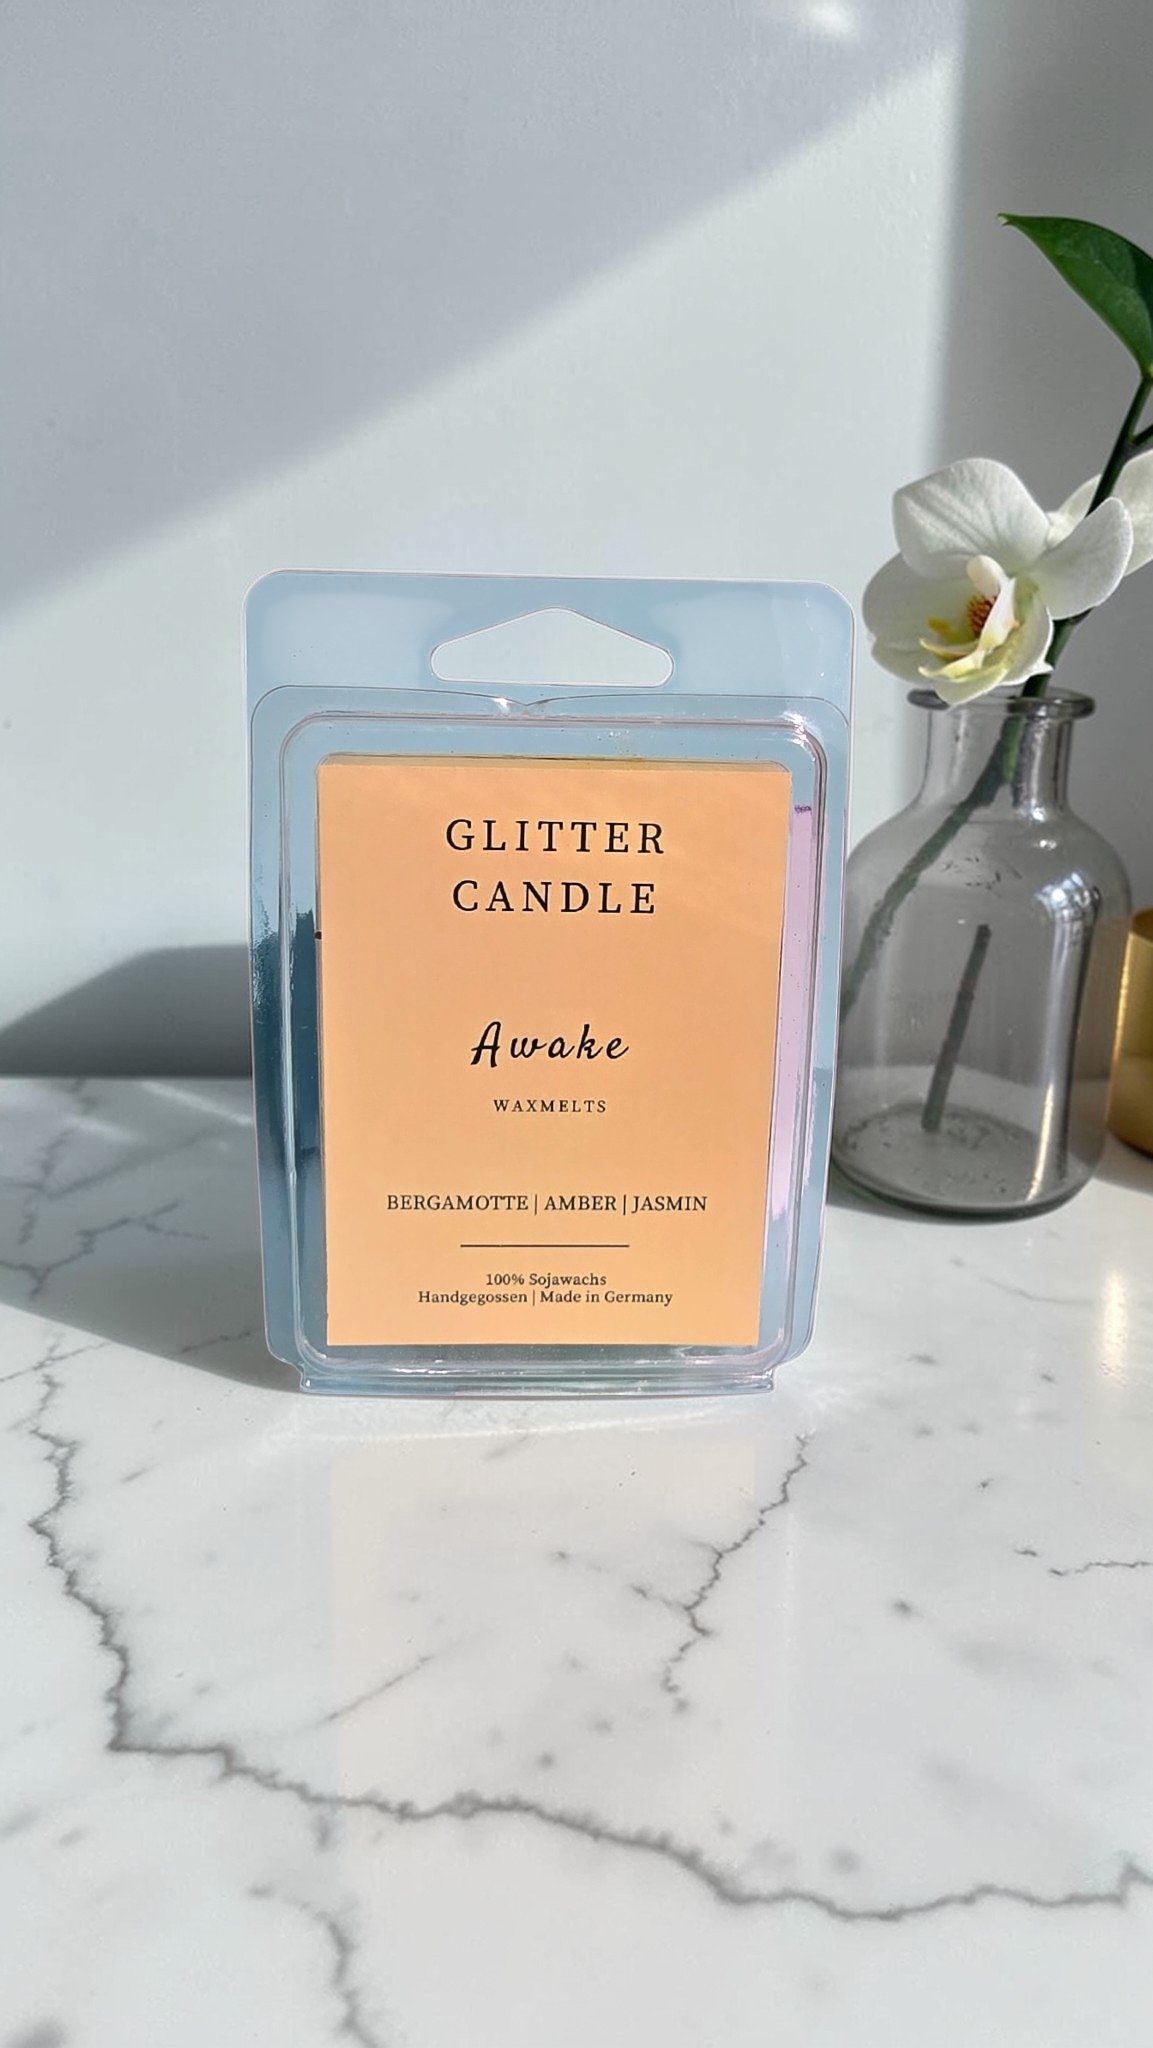 GLITTER
CANDLE
Awake
WAXMELTS
BERGAMOTTE | AMBER | JASMIN
100% Sojawachs
Handgegossen | Made in Germany